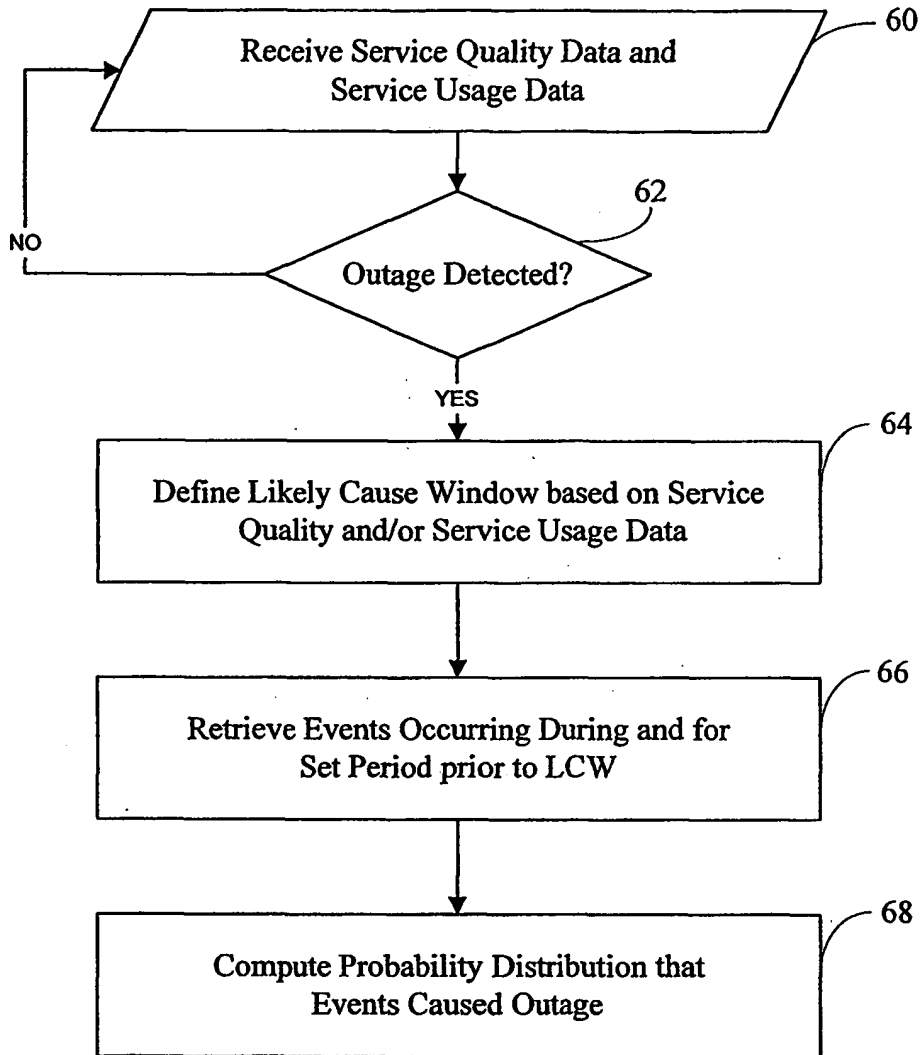 60
Receive Service Quality Data and
Service Usage Data
62
NO
Outage Detected?
YES
64
Define Likely Cause Window based on Service
Quality and/or Service Usage Data
66
Retrieve Events Occurring During and for
Set Period prior to LCW
68
Compute Probability Distribution that
Events Caused Outage